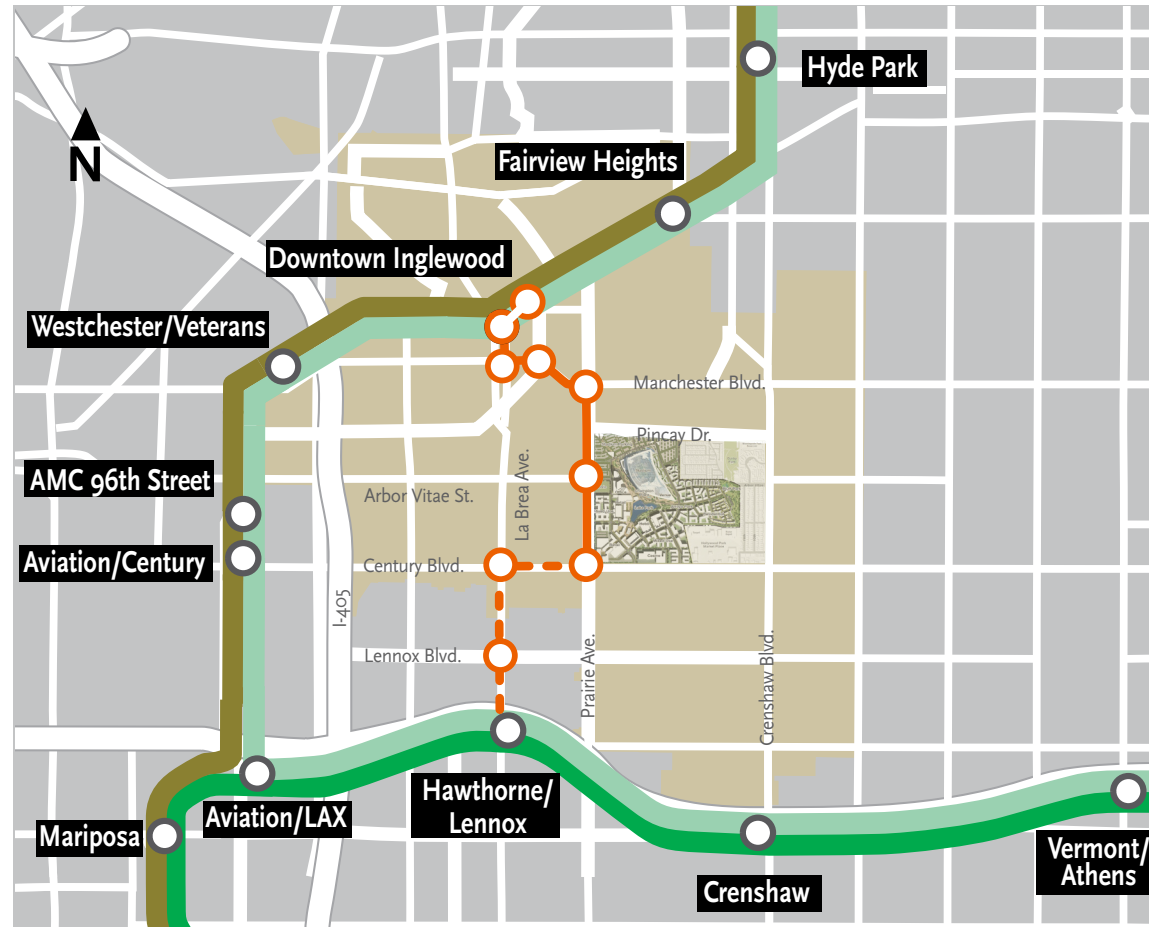 Hyde Park
N
Fairview Heights
Downtown Inglewood
Westchester/Veterans
Manchester Blvd.
Pincay Dr.
AMC 96th Street
Arbor Vitae St.
La Brea Ave.
Aviation/Century
Century Blvd.
I-405
Lennox Blvd.
Prairie Ave.
Crenshaw Blvd.
Hawthorne/
Lennox
Aviation/LAX
Mariposa
Vermont/
Athens
Crenshaw